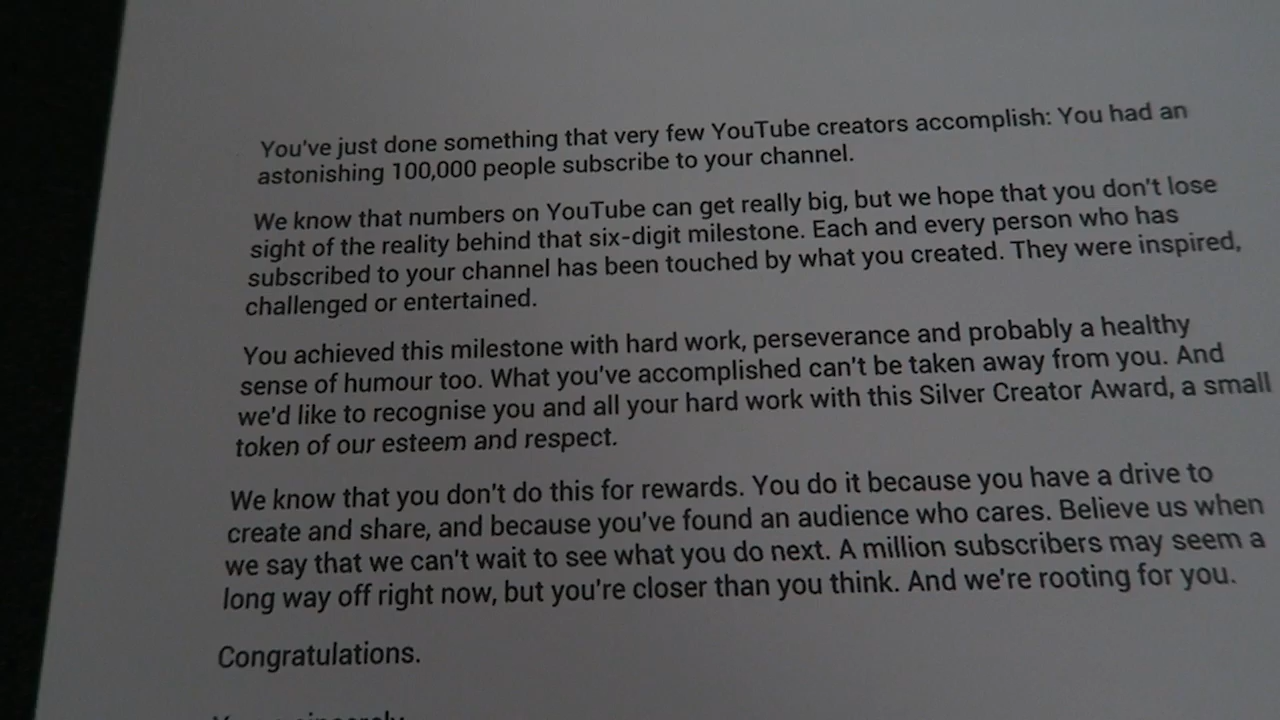 You've just done something that very few YouTube creators accomplish: You had an
astonishing 100,000 people subscribe to your channel.
We know that numbers on YouTube can get really big, but we hope that you don't lose
sight of the reality behind that six-digit milestone. Each and every person who has
subscribed to your channel has been touched by what you created. They were inspired,
challenged or entertained.
You achieved this milestone with hard work, perseverance and probably a healthy
sense of humour too. What you've accomplished can't be taken away from you. And
we'd like to recognise you and all your hard work with this Silver Creator Award, a small
token of our esteem and respect.
We know that you don't do this for rewards. You do it because you have a drive to
create and share, and because you've found an audience who cares. Believe us when
we say that we can't wait to see what you do next. A million subscribers may seem a
long way off right now, but you're closer than you think. And we're rooting for you.
Congratulations.